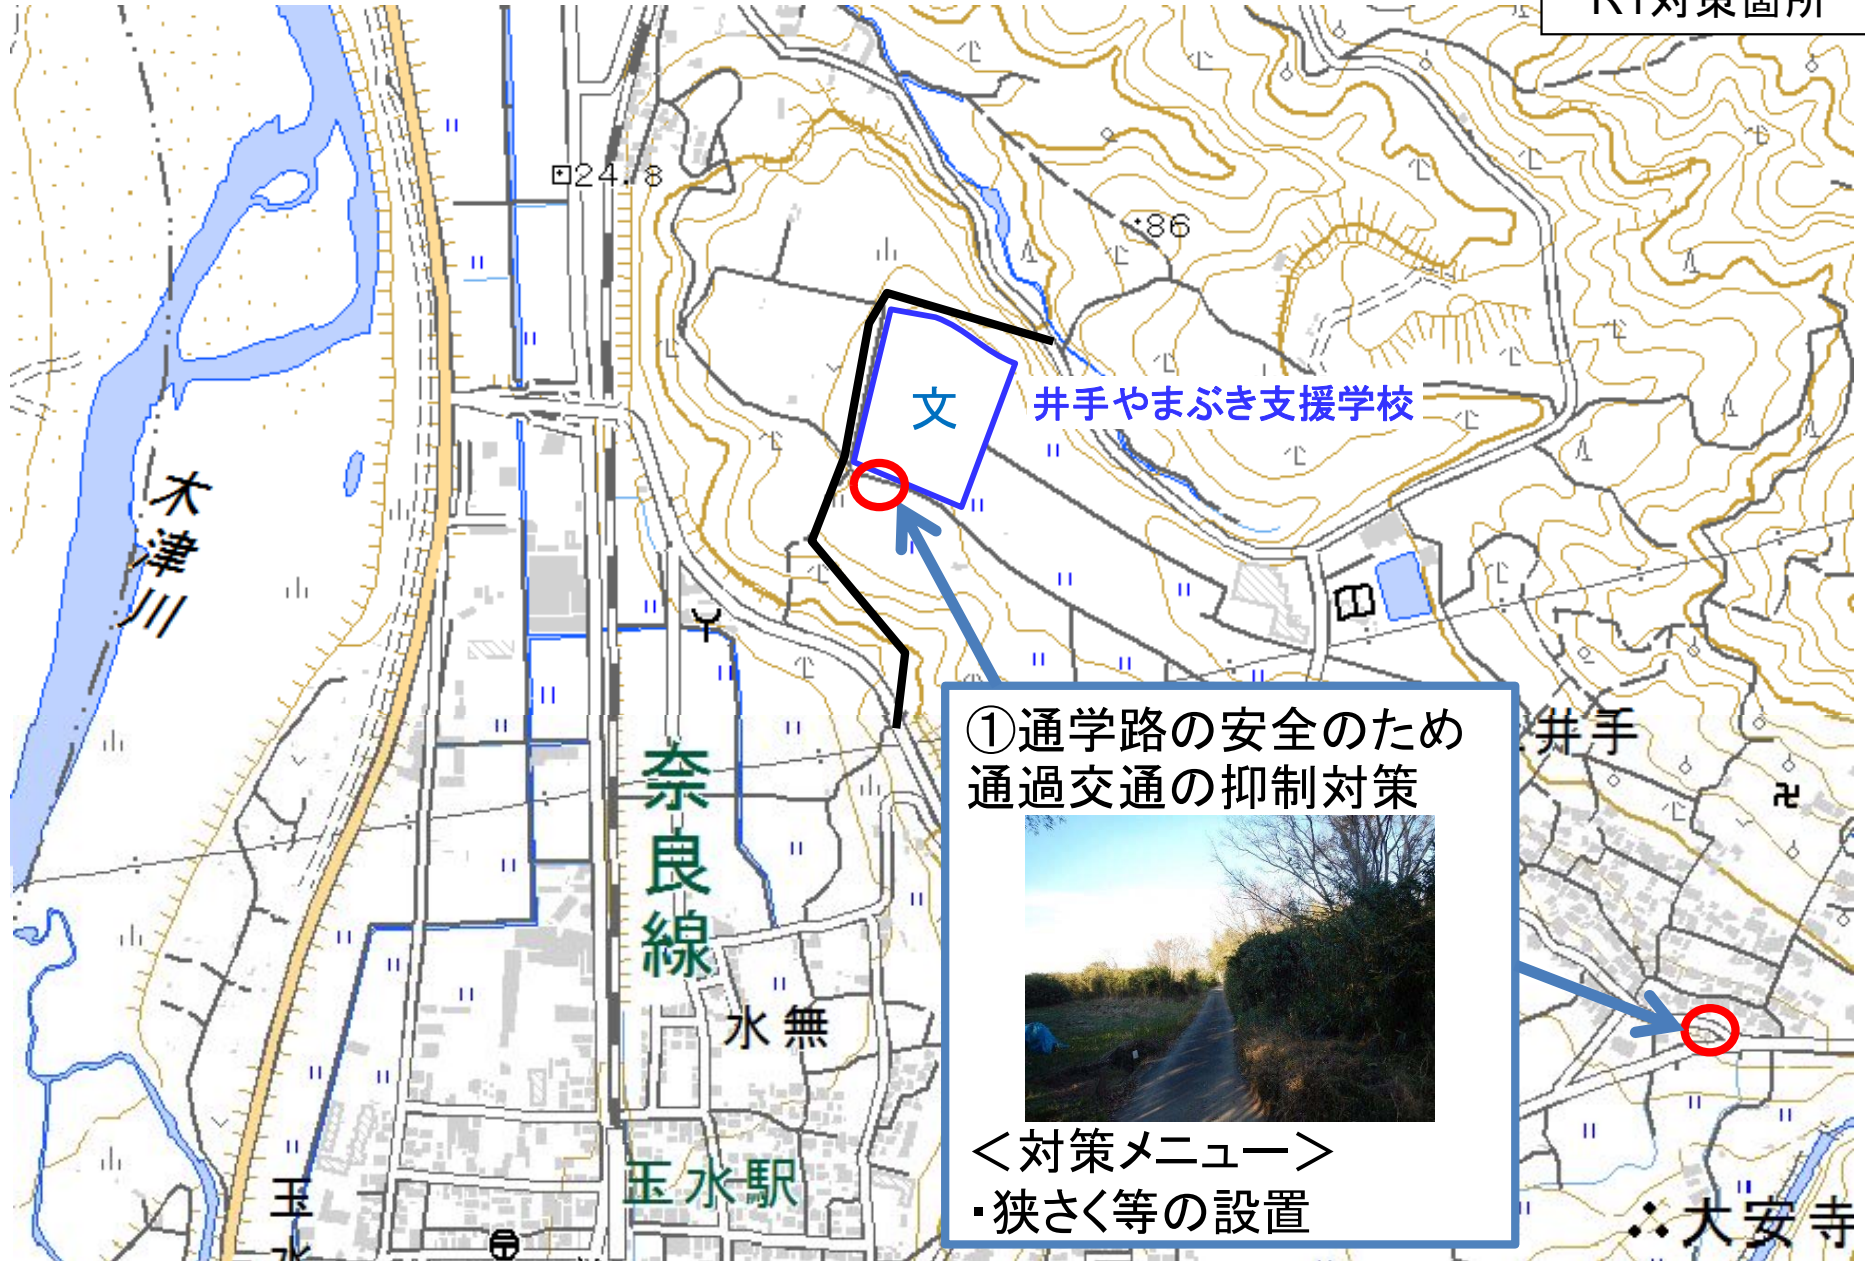 R1対策箇所
24.8
・86
文
井手やまぶき支援学校
木津川
①通学路の安全のため
通過交通の抑制対策
<対策メニュー>
・狭さく等の設置
井手
奈良線
水無
玉水駅
玉水
大安寺